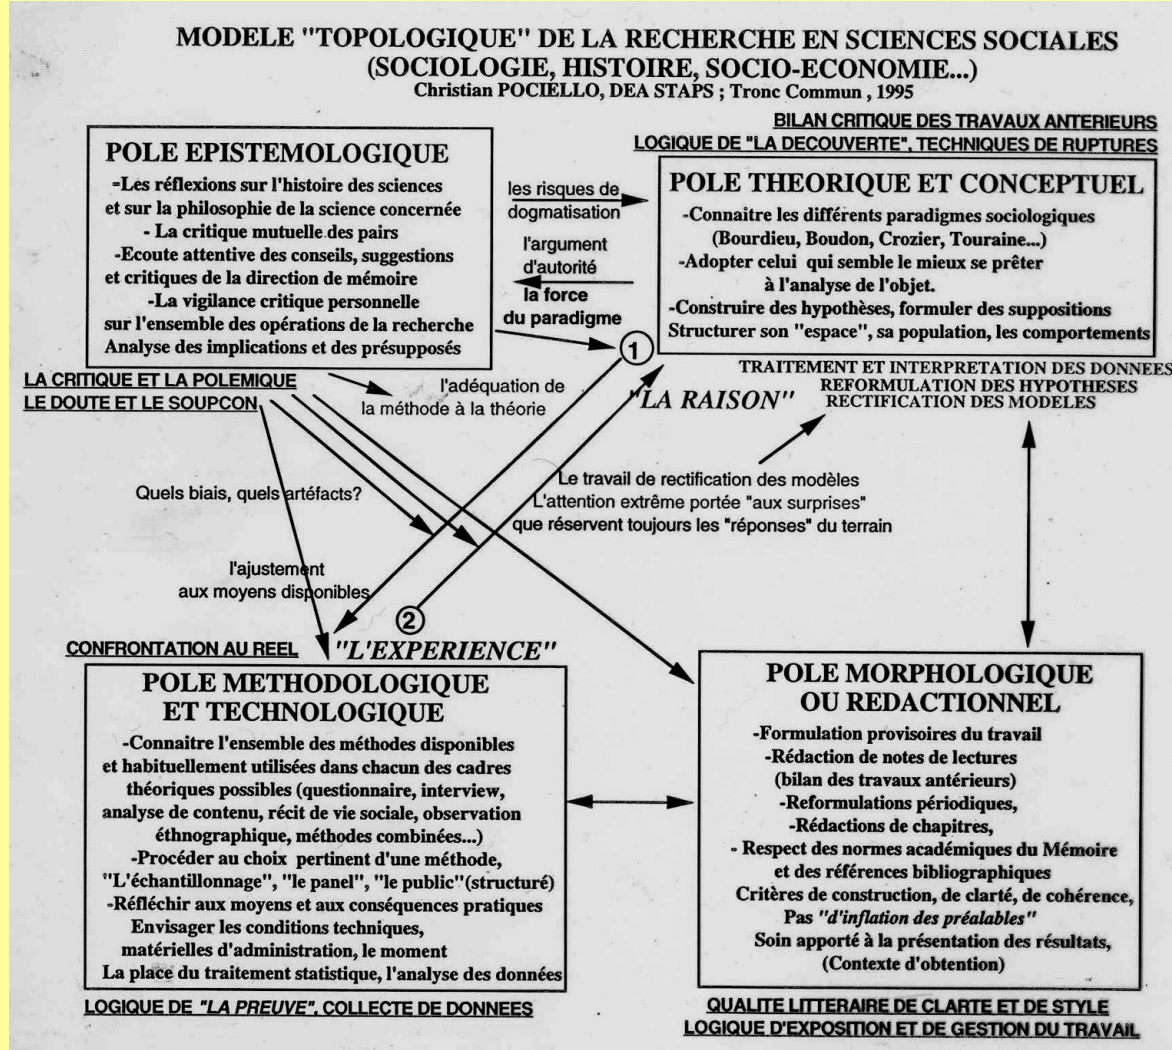 MODELE "TOPOLOGIQUE" DE LA RECHERCHE EN SCIENCES SOCIALES
(SOCIOLOGIE, HISTOIRE, SOCIO-ECONOMIE...)
Christian POCIELLO, DEA STAPS ; Tronc Commun , 1995
BILAN CRITIQUE DES TRAVAUX ANTERIEURS
LOGIQUE DE "LA DECOUVERTE", TECHNIQUES DE RUPTURES
POLE EPISTEMOLOGIQUE
-Les réflexions sur l'histoire des sciences
et sur la philosophie de la science concernée
- La critique mutuelle des pairs
-Ecoute attentive des conseils, suggestions
et critiques de la direction de mémoire
-La vigilance critique personnelle
sur l'ensemble des opérations de la recherche
Analyse des implications et des présupposés
LA CRITIQUE ET LA POLEMIQUE
LE DOUTE ET LE SOUPCON
les risques de
dogmatisation
l'argument
d'autorité
la force
du paradigme
POLE THEORIQUE ET CONCEPTUEL
-Connaitre les différents paradigmes sociologiques
(Bourdieu, Boudon, Crozier, Touraine...)
-Adopter celui qui semble le mieux se prêter
à l'analyse de l'objet.
-Construire des hypothèses, formuler des suppositions
Structurer son "espace", sa population, les comportements
TRAITEMENT ET INTERPRETATION DES DONNEES
REFORMULATION DES HYPOTHESES
RECTIFICATION DES MODELES
1
"LA RAISON"
l'adéquation de
la méthode à la théorie
Le travail de rectification des modèles
L'attention extrême portée "aux surprises"
que réservent toujours les "réponses" du terrain
Quels biais, quels artéfacts?
l'ajustement
aux moyens disponibles
2
CONFRONTATION AU REEL
"L'EXPERIENCE"
POLE METHODOLOGIQUE
ET TECHNOLOGIQUE
-Connaitre l'ensemble des méthodes disponibles
et habituellement utilisées dans chacun des cadres
théoriques possibles (questionnaire, interview,
analyse de contenu, récit de vie sociale, observation
éthnographique, méthodes combinées...)
-Procéder au choix pertinent d'une méthode,
"L'échantillonnage", "le panel", "le public"(structuré)
-Réfléchir aux moyens et aux conséquences pratiques
Envisager les conditions techniques,
matérielles d'administration, le moment
La place du traitement statistique, l'analyse des données
LOGIQUE DE "LA PREUVE", COLLECTE DE DONNEES
POLE MORPHOLOGIQUE
OU REDACTIONNEL
-Formulation provisoires du travail
-Rédaction de notes de lectures
(bilan des travaux antérieurs)
-Reformulations périodiques,
-Rédactions de chapitres,
- Respect des normes académiques du Mémoire
et des références bibliographiques
Critères de construction, de clarté, de cohérence,
Pas "d'inflation des préalables"
Soin apporté à la présentation des résultats,
(Contexte d'obtention)
QUALITE LITTERAIRE DE CLARTE ET DE STYLE
LOGIQUE D'EXPOSITION ET DE GESTION DU TRAVAIL